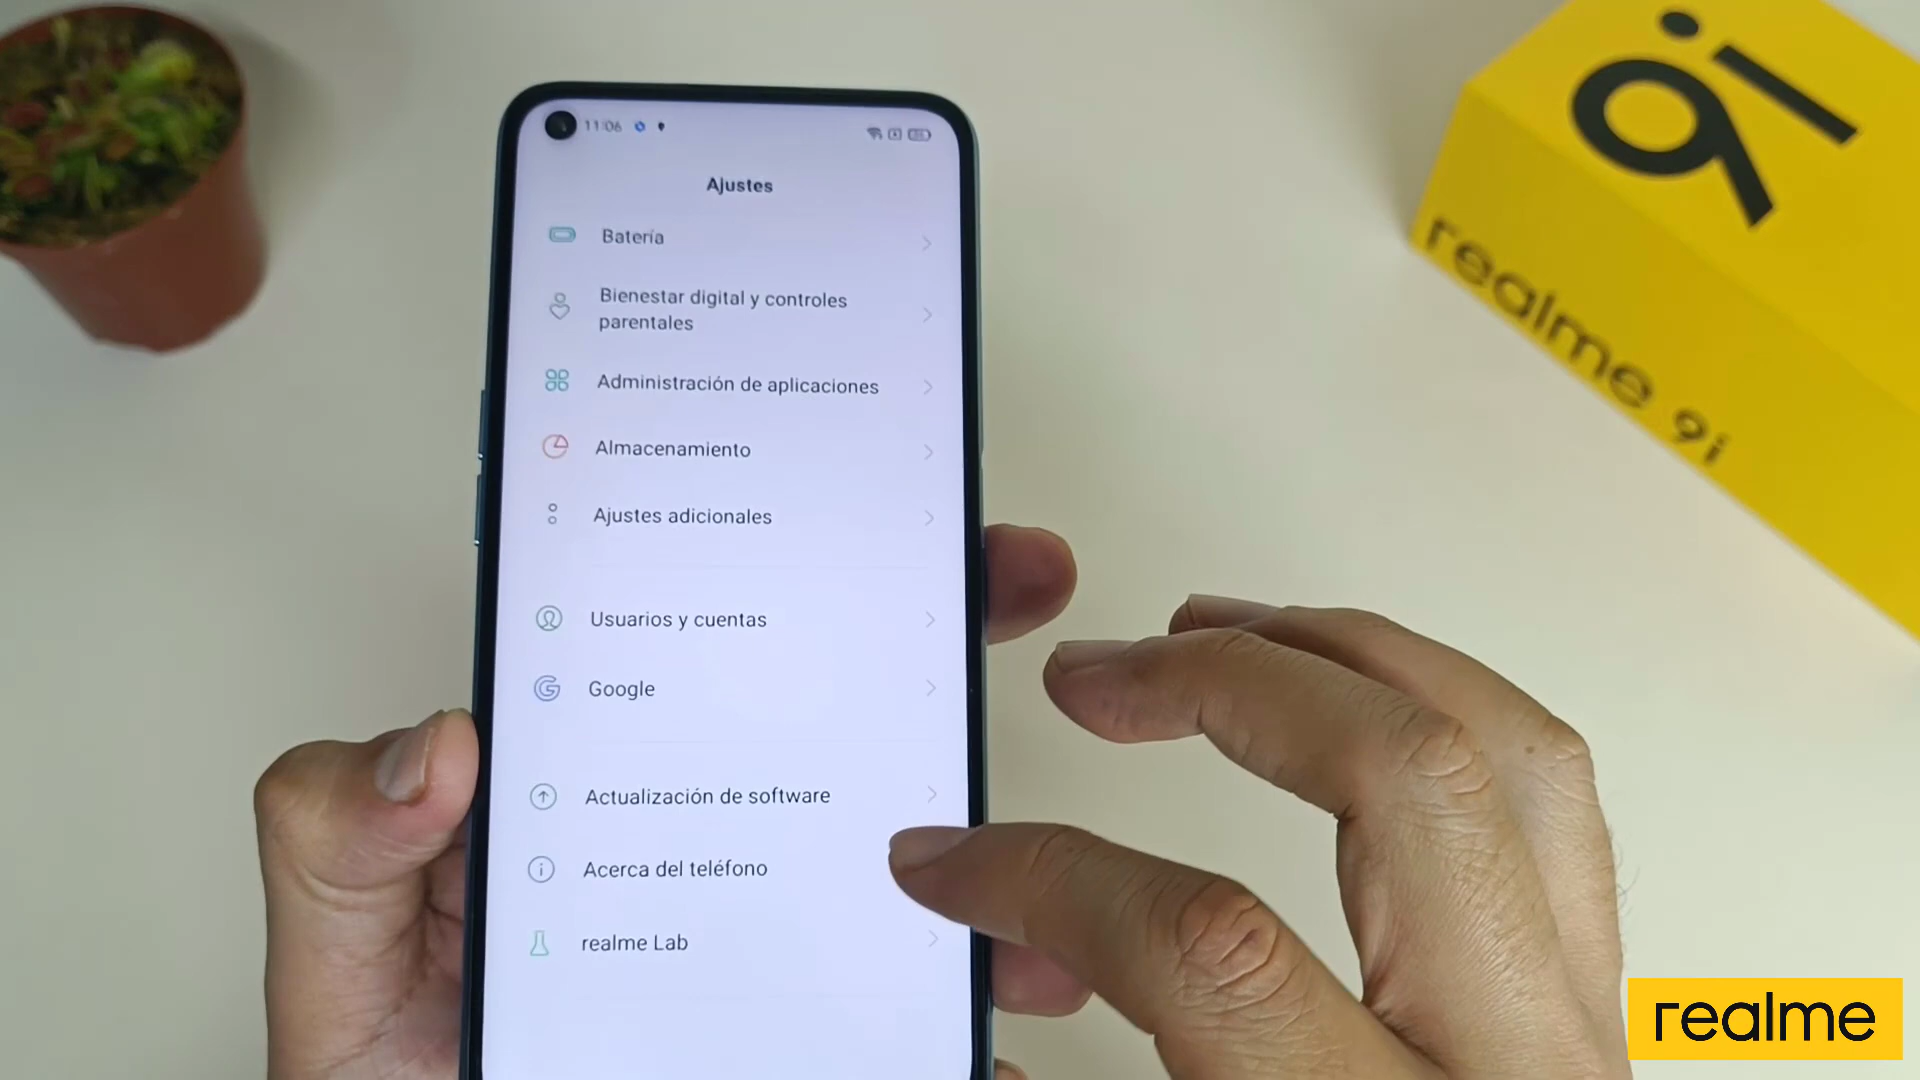 11:06
Ajustes
Batería
Bienestar digital y controles
parentales
Administración de aplicaciones
Almacenamiento
Ajustes adicionales
Usuarios y cuentas
Google
Actualización de software
Acerca del teléfono
realme Lab
9i
realme 9i
realme